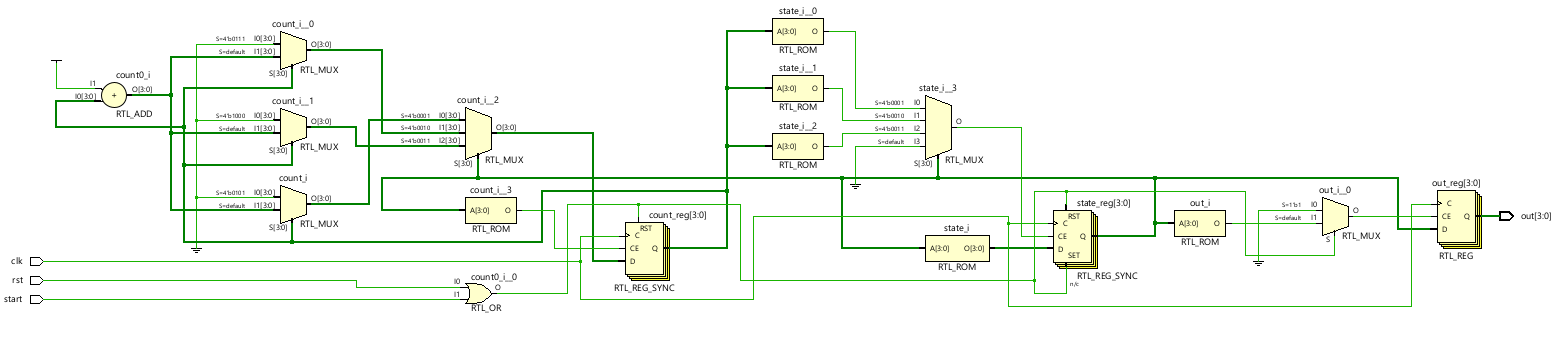 count_i__0
S=4'b0111 I0[3:0]
S=default I1[3:0]
O[3:0]
S[3:0]
RTL_MUX
count0_i
I1
I0[3:0]
+
O[3:0]
RTL_ADD
count_i__1
S=4'b1000 I0[3:0]
S=default I1[3:0]
O[3:0]
S[3:0]
RTL_MUX
count_i
S=4'b0101 I0[3:0]
S=default I1[3:0]
O[3:0]
S[3:0]
RTL_MUX
count_i__2
S=4'b0001 I0[3:0]
S=4'b0010 I1[3:0]
S=4'b0011 I2[3:0]
O[3:0]
S[3:0]
RTL_MUX
count_i__3
A[3:0] O
RTL_ROM
clk
rst
start
count0_i__0
I0
I1
O
RTL_OR
count_reg[3:0]
RST
C
CE
D
Q
RTL_REG_SYNC
state_i__0
A[3:0] O
RTL_ROM
state_i__1
A[3:0] O
RTL_ROM
state_i__2
A[3:0] O
RTL_ROM
state_i__3
S=4'b0001 I0
S=4'b0010 I1
S=4'b0011 I2
S=default I3
O
S[3:0]
RTL_MUX
state_i
A[3:0] O[3:0]
RTL_ROM
state_reg[3:0]
RST
C
CE
D
SET
Q
RTL_REG_SYNC
n/c
out_i
A[3:0] O
RTL_ROM
out_i__0
S=1'b1 I0
S=default I1
O
S
RTL_MUX
out_reg[3:0]
C
CE
D
Q
RTL_REG
out[3:0]